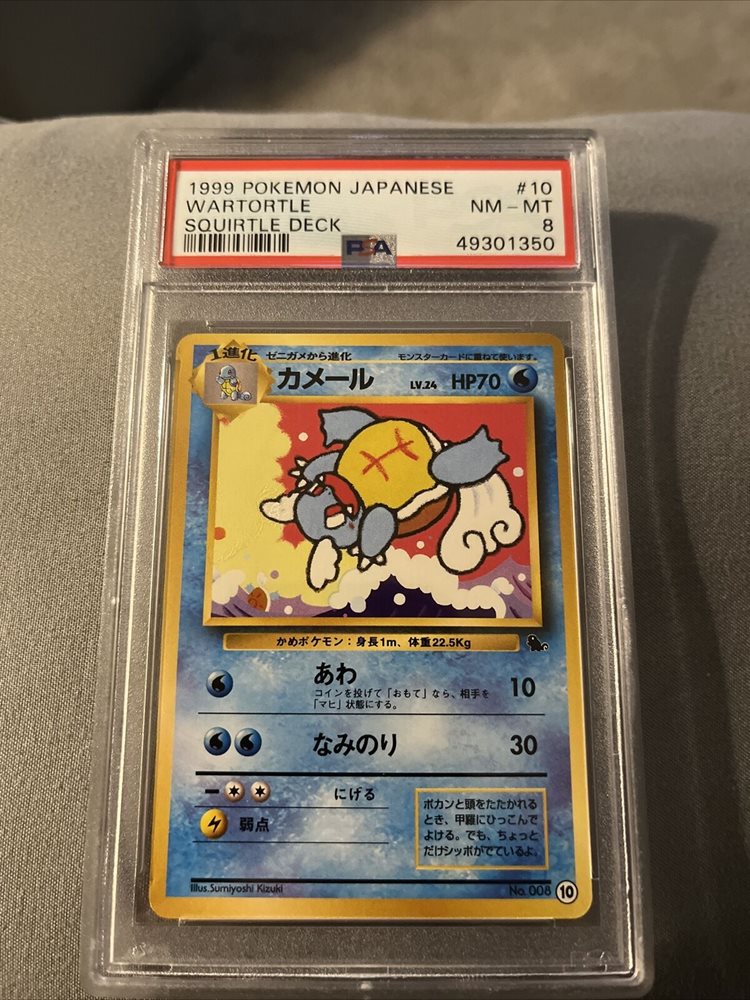 1999 POKEMON JAPANESE #10
WARTORTLE NM - MT
SQUIRTLE DECK 8
PSA 49301350
1進化 ゼニガメから進化 モンスターカードに重ねて使います。
カメール LV.24 HP70
かめポケモン：身長1m、体重22.5Kg
あわ 10
コインを投げて「おもて」なら、相手を
「マヒ」状態にする。
なみのり 30
にげる
弱点
ポカンと頭をたたかれる
とき、甲羅にひっこんで
よける。でも、ちょっと
だけシッポがでているよ。
Illus.Sumiyoshi Kizuki No.008 10